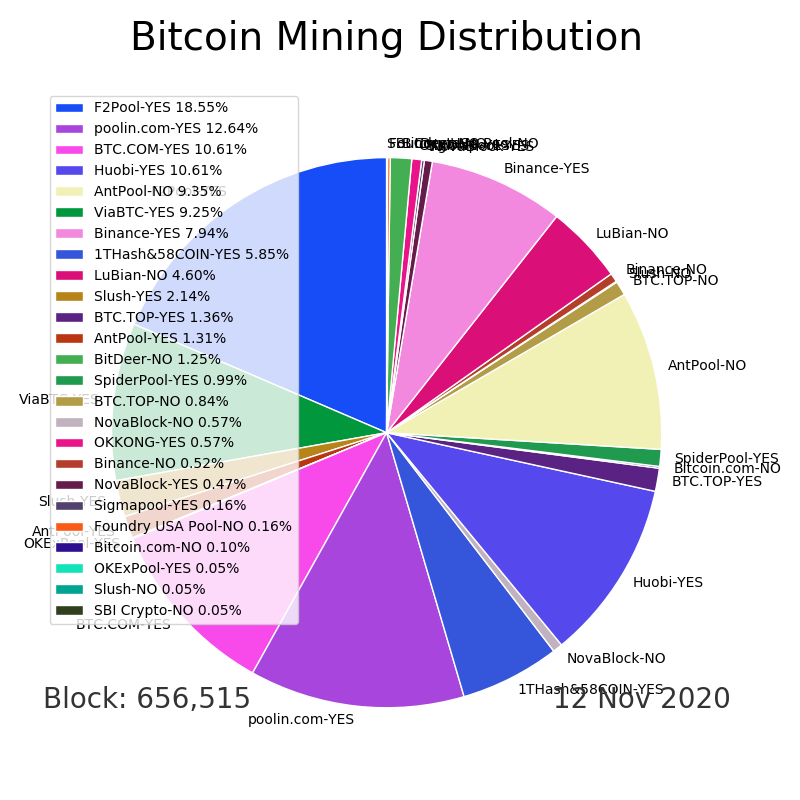 Bitcoin Mining Distribution
F2Pool-YES 18.55%
poolin.com-YES 12.64%
BTC.COM-YES 10.61%
Huobi-YES 10.61%
AntPool-NO 9.35%
ViaBTC-YES 9.25%
Binance-YES 7.94%
1THash&58COIN-YES 5.85%
LuBian-NO 4.60%
Slush-YES 2.14%
BTC.TOP-YES 1.36%
AntPool-YES 1.31%
BitDeer-NO 1.25%
SpiderPool-YES 0.99%
BTC.TOP-NO 0.84%
NovaBlock-NO 0.57%
OKKONG-YES 0.57%
Binance-NO 0.52%
NovaBlock-YES 0.47%
Sigmapool-YES 0.16%
Foundry USA Pool-NO 0.16%
Bitcoin.com-NO 0.10%
OKExPool-YES 0.05%
Slush-NO 0.05%
SBI Crypto-NO 0.05%
Binance-YES
LuBian-NO
Binance-NO
Slush-NO
BTC.TOP-NO
AntPool-NO
SpiderPool-YES
Bitcoin.com-NO
BTC.TOP-YES
Huobi-YES
NovaBlock-NO
1THash&58COIN-YES
poolin.com-YES
BTC.COM-YES
OKExPool-YES
AntPool-YES
Slush-YES
ViaBTC-YES
Block: 656,515
12 Nov 2020